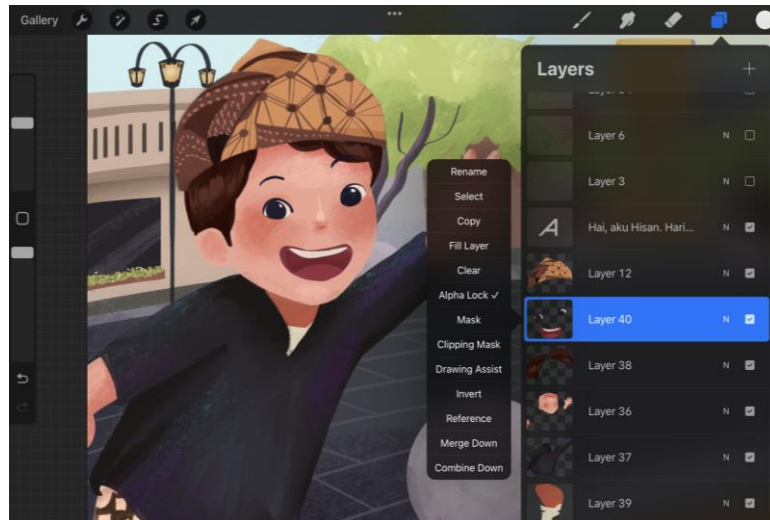 Gallery
Layers
Layer 6 N
Layer 3 N
Hai, aku Hisan. Hari... N
Layer 12 N
Layer 40 N
Layer 38 N
Layer 36 N
Layer 37 N
Layer 39 N
Rename
Select
Copy
Fill Layer
Clear
Alpha Lock ✓
Mask
Clipping Mask
Drawing Assist
Invert
Reference
Merge Down
Combine Down